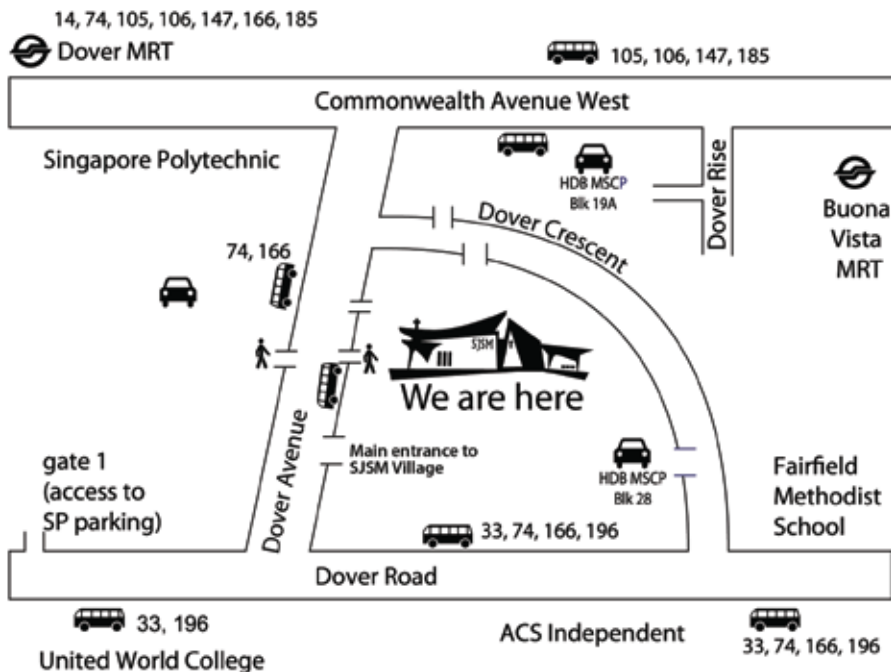 14, 74, 105, 106, 147, 166, 185
Dover MRT
105, 106, 147, 185
Commonwealth Avenue West
Singapore Polytechnic
HDB MSCP
Blk 19A
Dover Rise
Dover Crescent
Buona
Vista
MRT
74, 166
SJSM
We are here
Dover Avenue
Main entrance to
SJSM Village
HDB MSCP
Blk 28
gate 1
(access to
SP parking)
Fairfield
Methodist
School
33, 74, 166, 196
Dover Road
33, 196
United World College
ACS Independent
33, 74, 166, 196